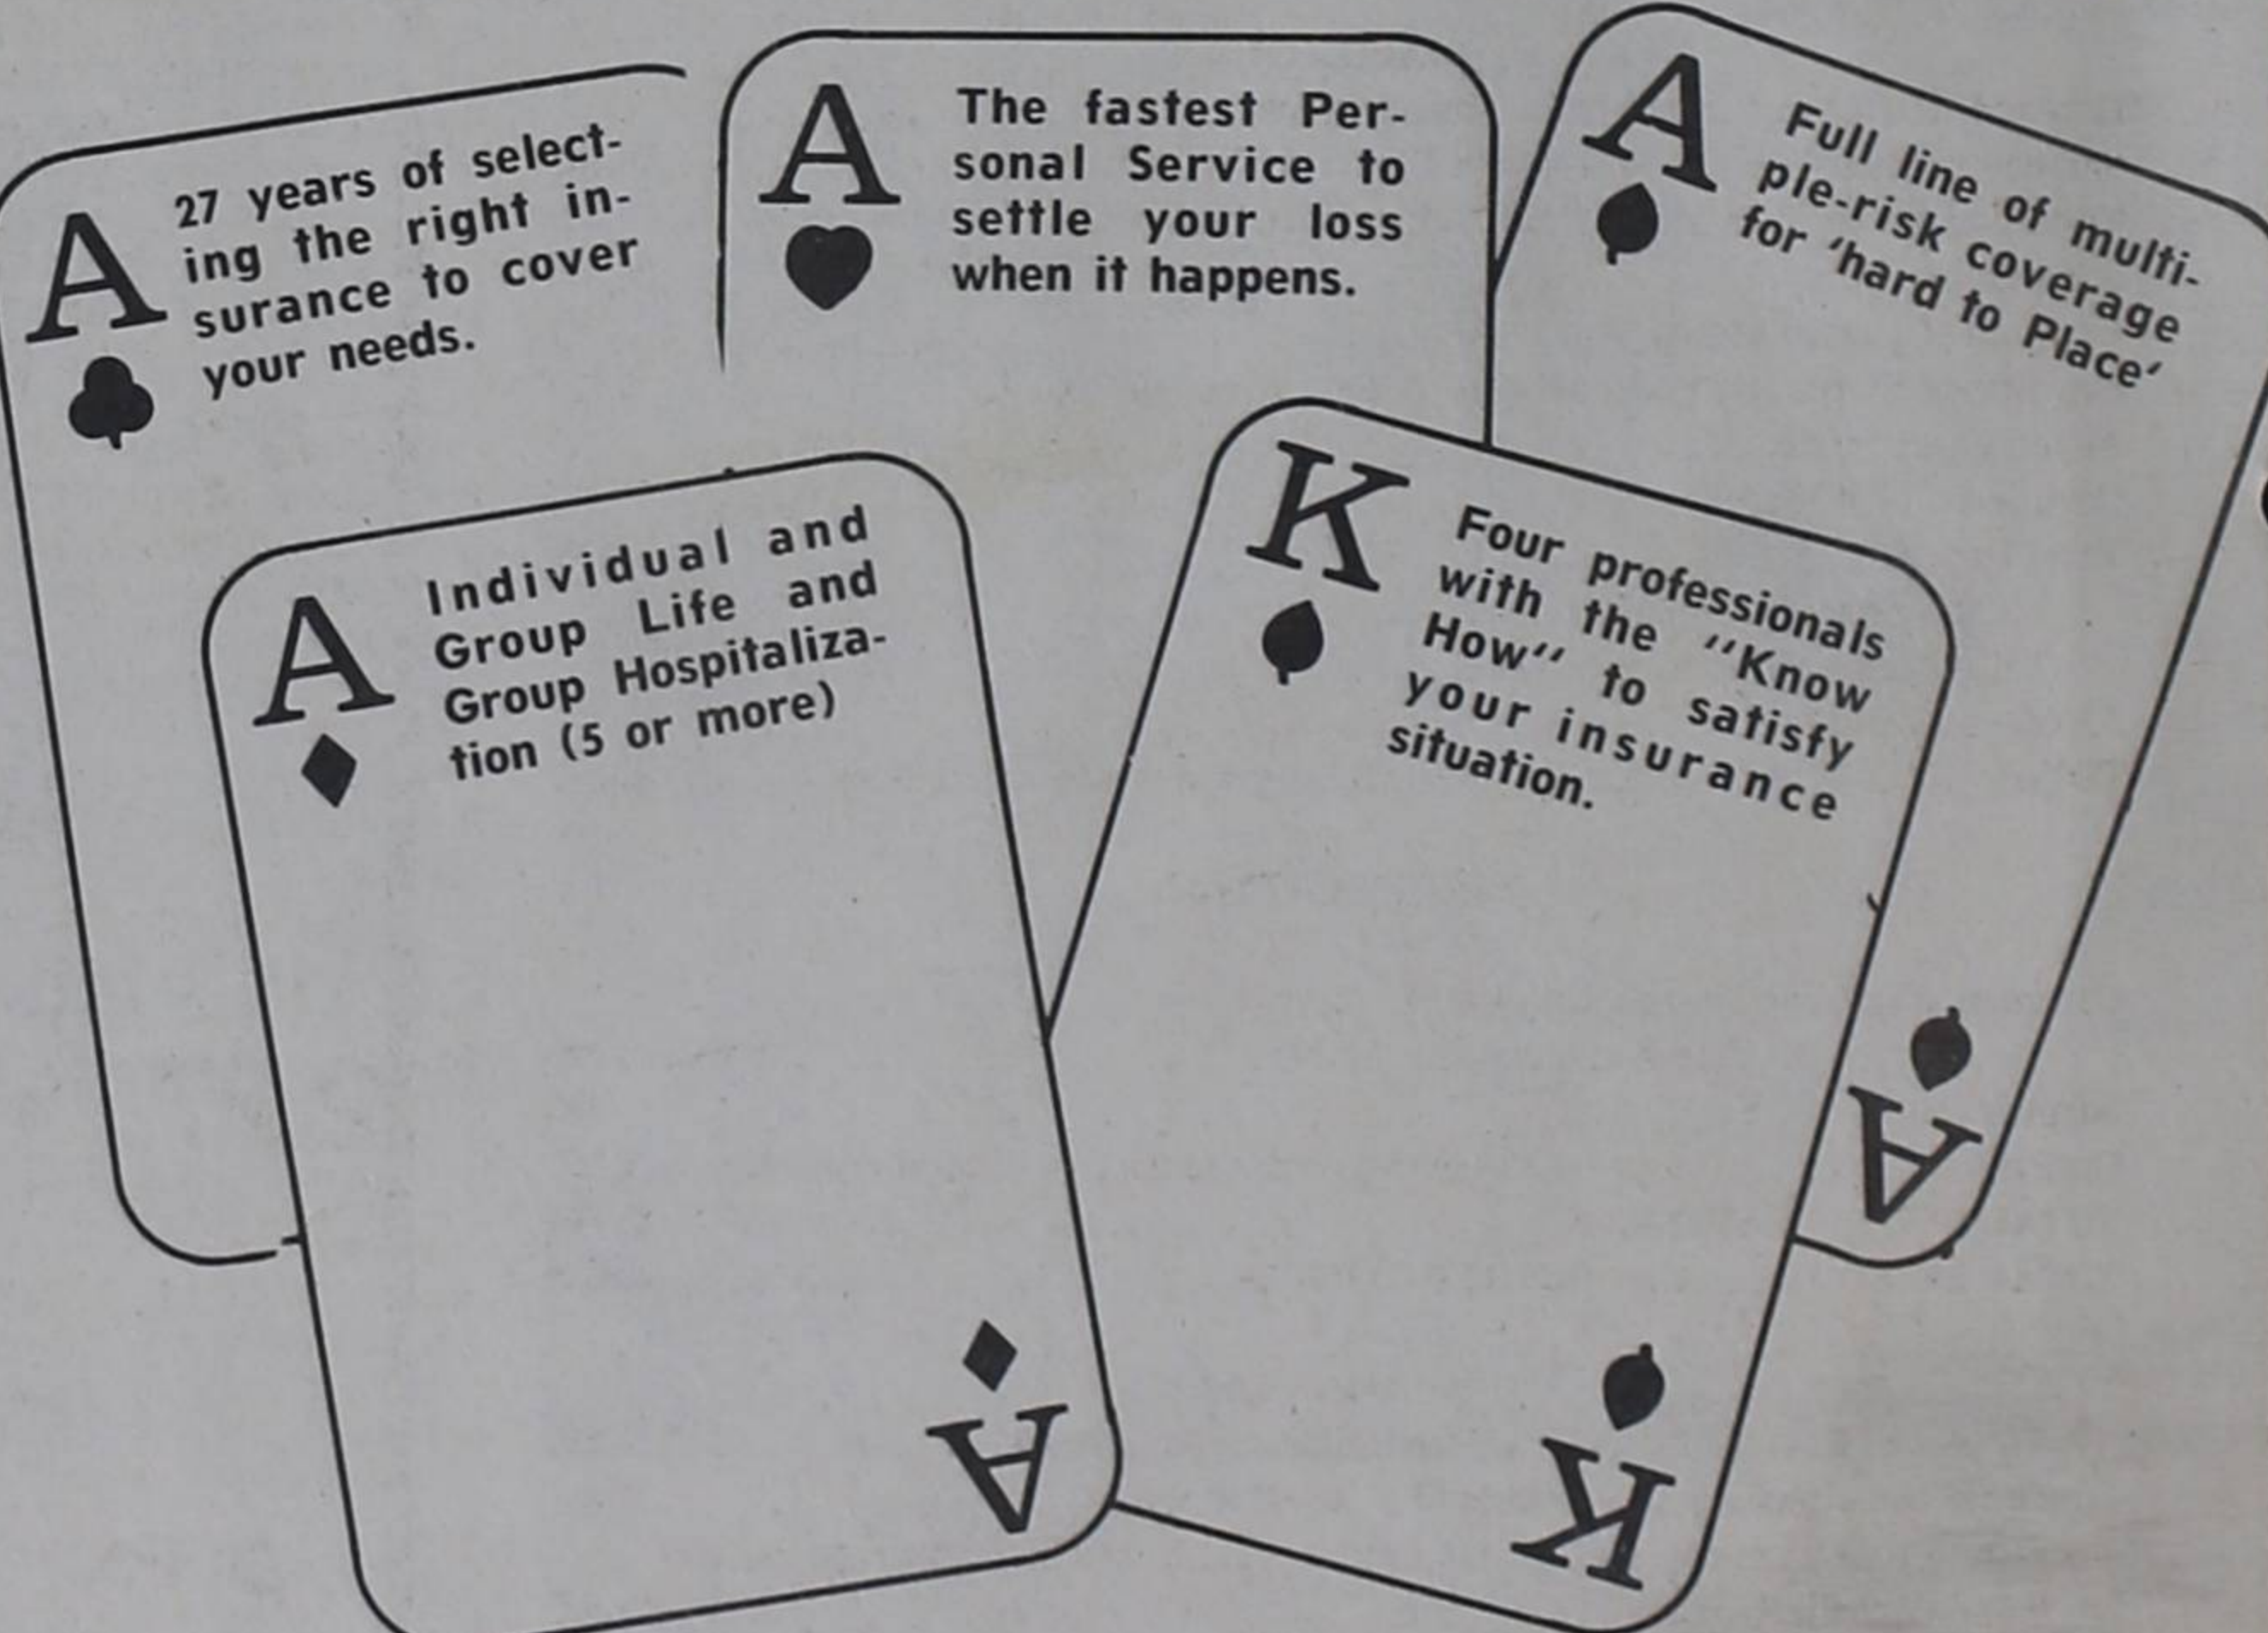 A
27 years of select-
ing the right in-
surance to cover
your needs.
A
The fastest Per-
sonal Service to
settle your loss
when it happens.
A
Full line of multi-
ple-risk coverage
for 'hard to Place'
A
Individual and
Group Life and
Group Hospitaliza-
tion (5 or more)
A
K
Four professionals
with the "Know
How" to satisfy
your insurance
situation.
K
A